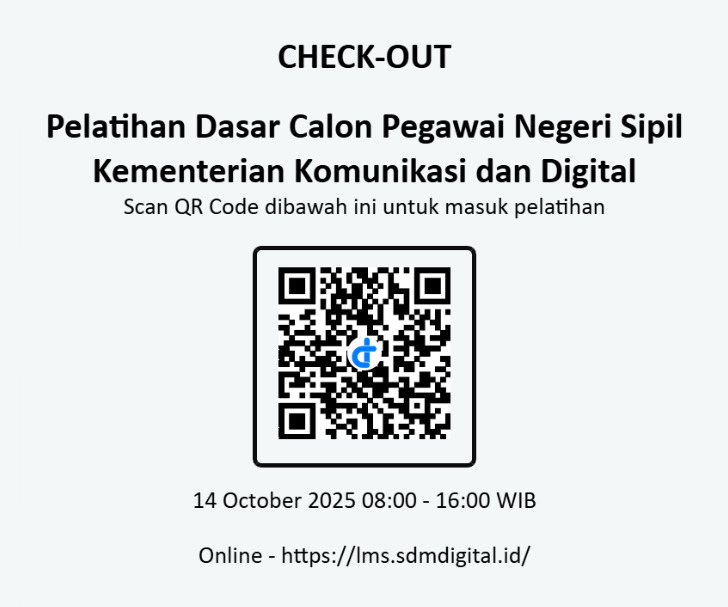 CHECK-OUT
Pelatihan Dasar Calon Pegawai Negeri Sipil
Kementerian Komunikasi dan Digital
Scan QR Code dibawah ini untuk masuk pelatihan
14 October 2025 08:00 - 16:00 WIB
Online - https://lms.sdmdigital.id/